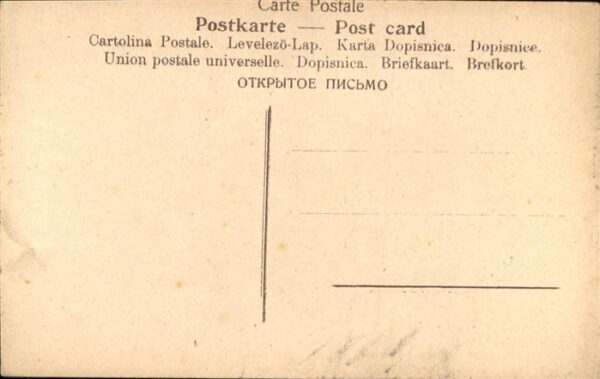 Carte Postale
Postkarte — Post card
Cartolina Postale. Levelező-Lap. Karta Dopisnica. Dopisnice.
Union postale universelle. Dopisnica. Briefkaart. Brefkort
ОТКРЫТОЕ ПИСЬМО